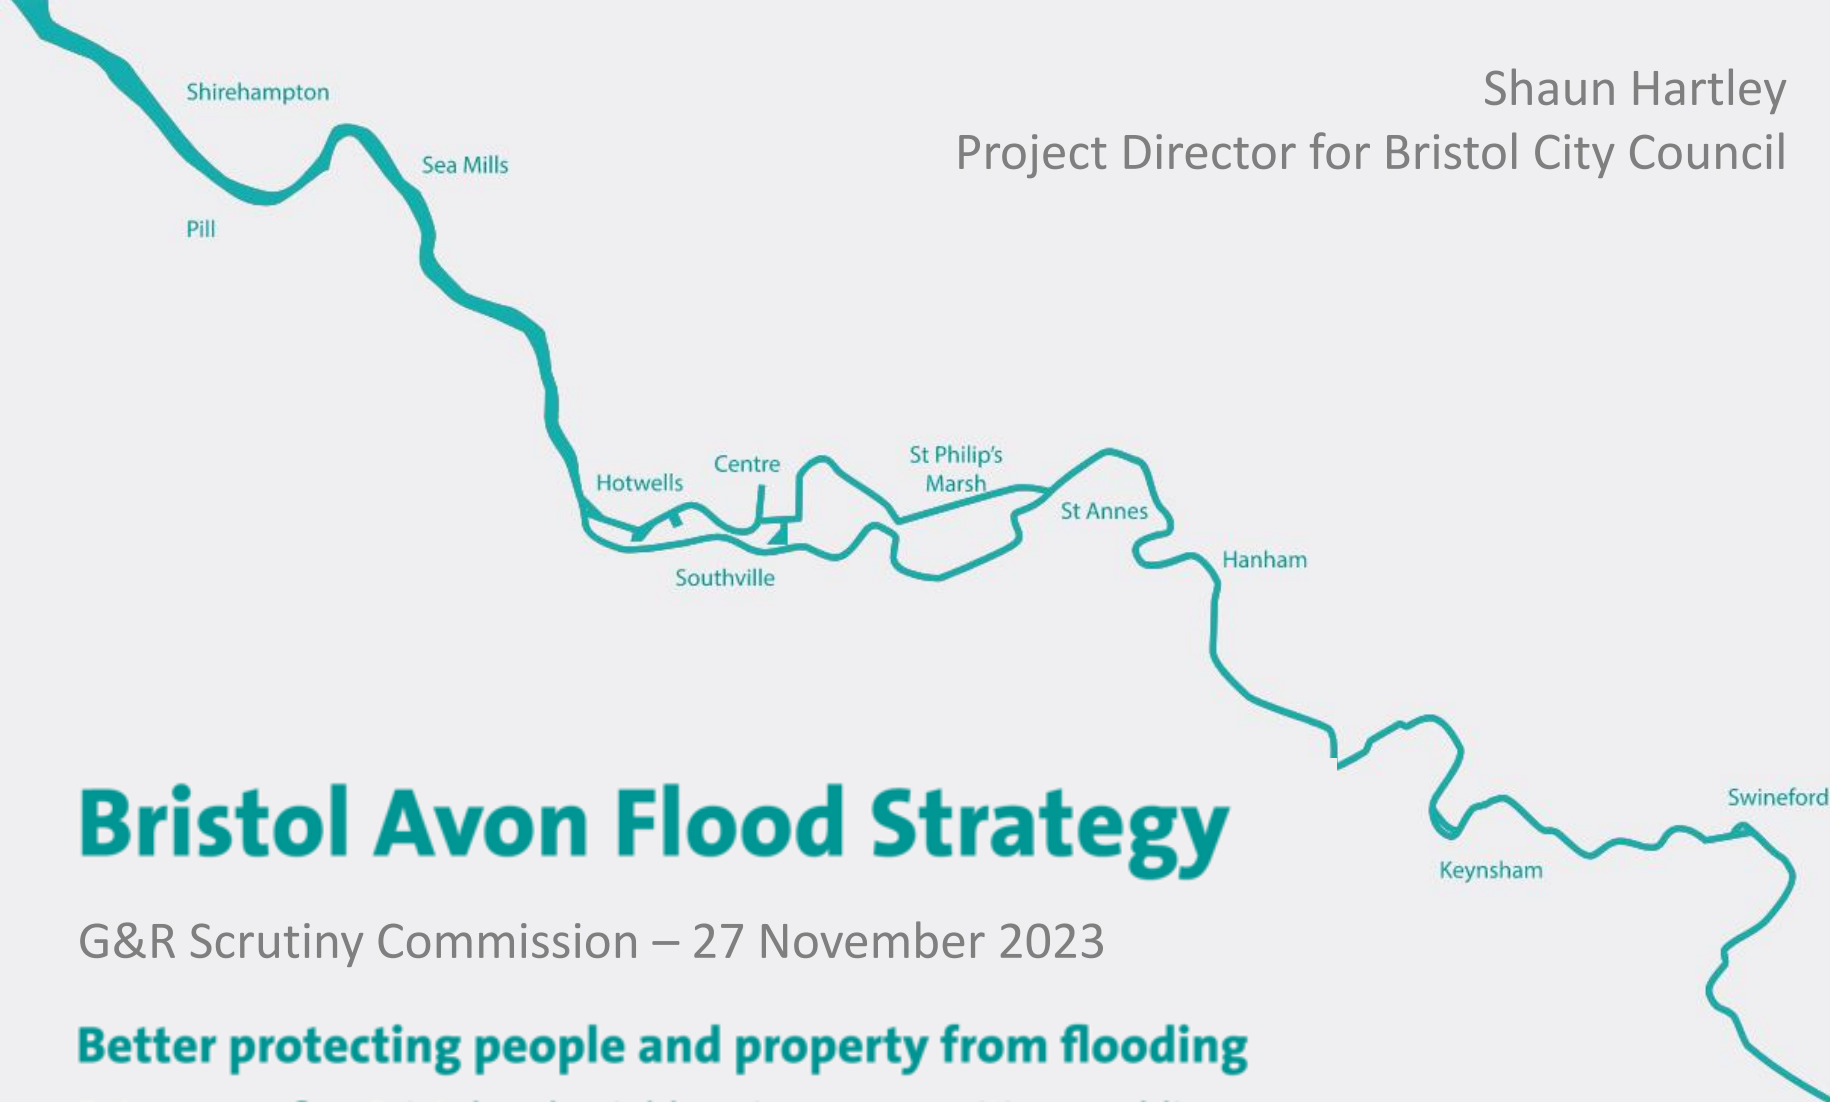 Shirehampton
Shaun Hartley
Project Director for Bristol City Council
Sea Mills
Pill
St Philip's
Marsh
Centre
Hotwells
St Annes
Hanham
Southville
Swineford
Keynsham
Bristol Avon Flood Strategy
G&R Scrutiny Commission – 27 November 2023
Better protecting people and property from flooding